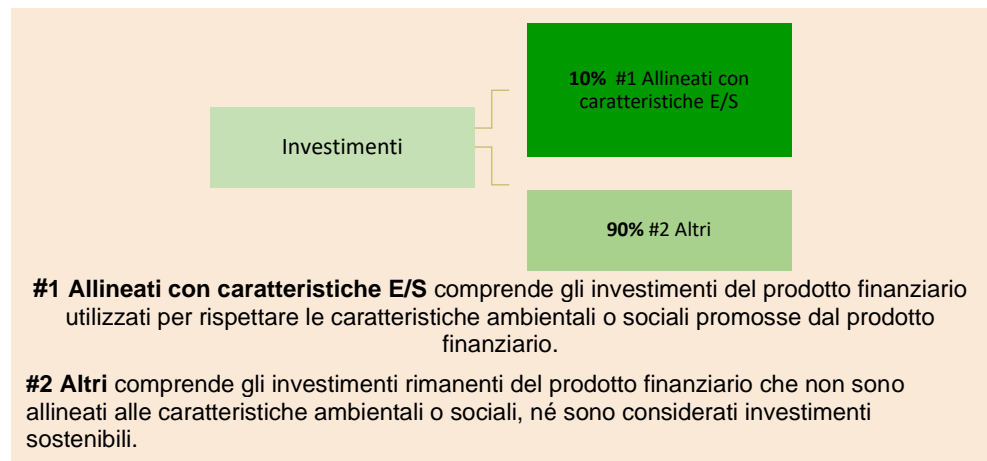 10% #1 Allineati con
caratteristiche E/S
Investimenti
90% #2 Altri
#1 Allineati con caratteristiche E/S comprende gli investimenti del prodotto finanziario
utilizzati per rispettare le caratteristiche ambientali o sociali promosse dal prodotto
finanziario.
#2 Altri comprende gli investimenti rimanenti del prodotto finanziario che non sono
allineati alle caratteristiche ambientali o sociali, né sono considerati investimenti
sostenibili.